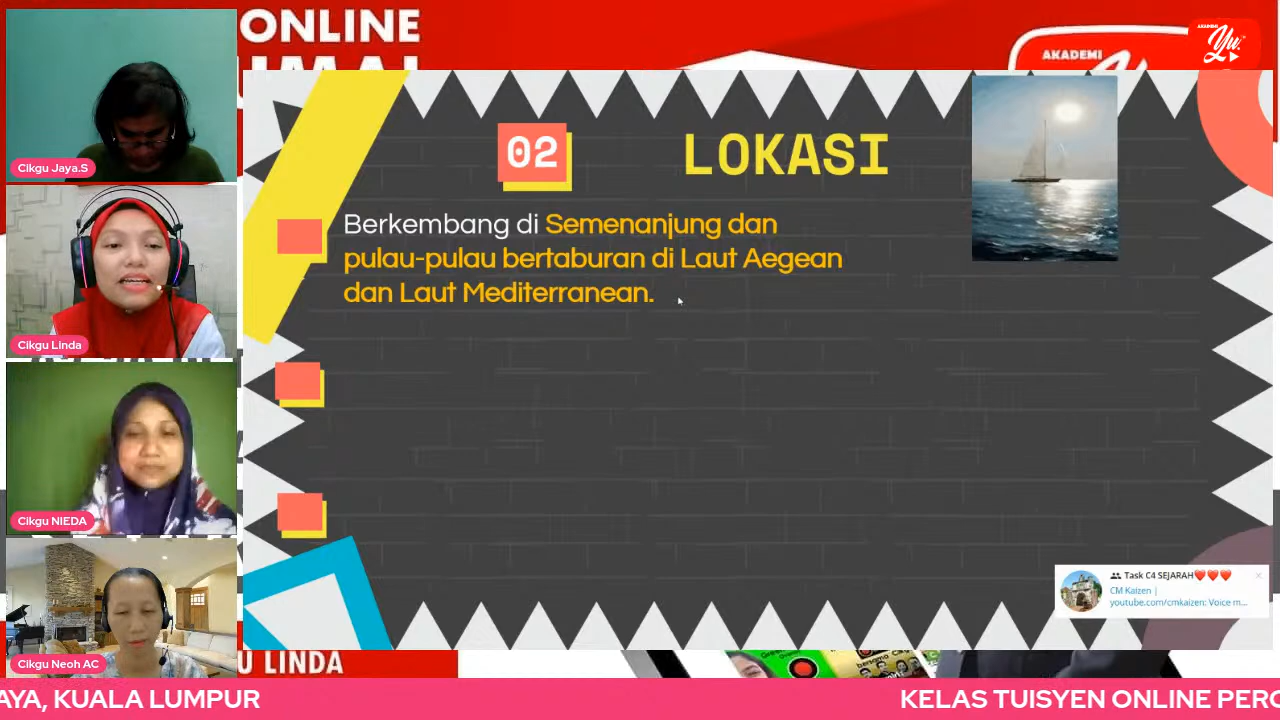 ONLINE
AKADEMI
AKADEMI
Yu.
02
LOKASI
Berkembang di Semenanjung dan
pulau-pulau bertaburan di Laut Aegean
dan Laut Mediterranean.
Cikgu Jaya.S
Cikgu Linda
Cikgu NIEDA
Cikgu Neoh AC
Task C4 SEJARAH❤️❤️❤️
CM Kaizen |
youtube.com/cmkaizen: Voice m...
U LINDA
AYA, KUALA LUMPUR
KELAS TUISYEN ONLINE PERC